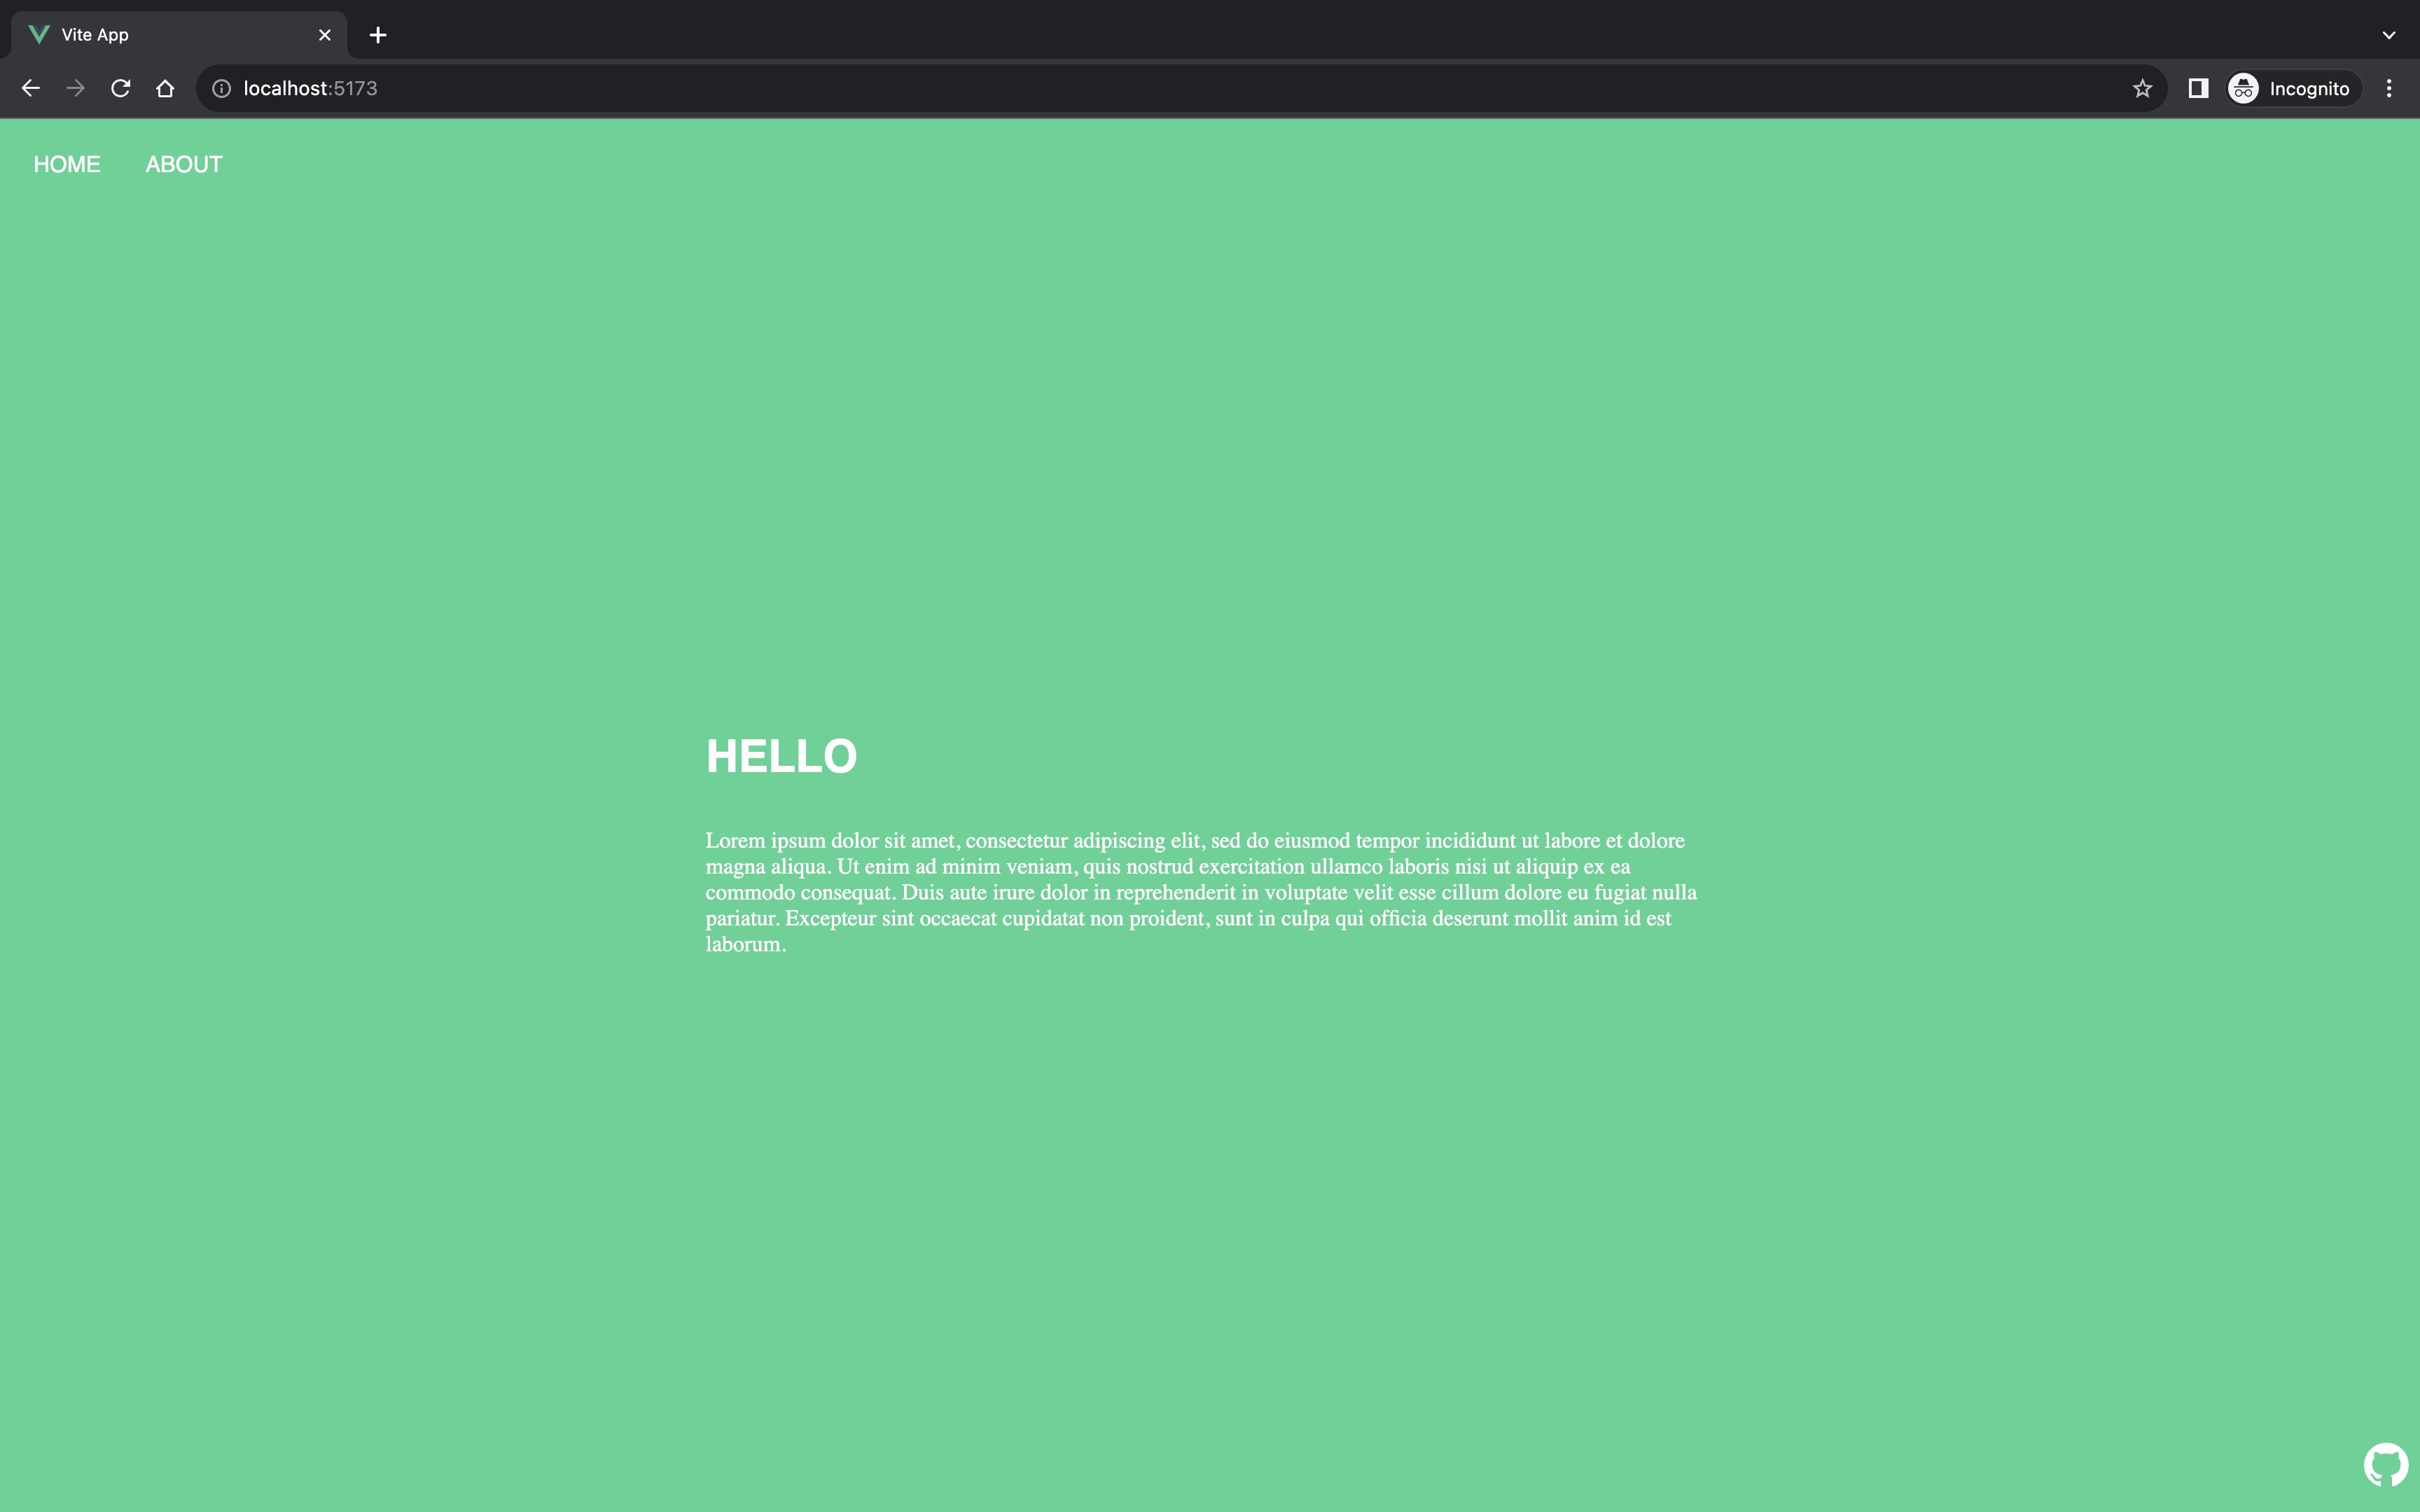 Vite App
localhost:5173
Incognito
HOME ABOUT
HELLO
Lorem ipsum dolor sit amet, consectetur adipiscing elit, sed do eiusmod tempor incididunt ut labore et dolore
magna aliqua. Ut enim ad minim veniam, quis nostrud exercitation ullamco laboris nisi ut aliquip ex ea
commodo consequat. Duis aute irure dolor in reprehenderit in voluptate velit esse cillum dolore eu fugiat nulla
pariatur. Excepteur sint occaecat cupidatat non proident, sunt in culpa qui officia deserunt mollit anim id est
laborum.